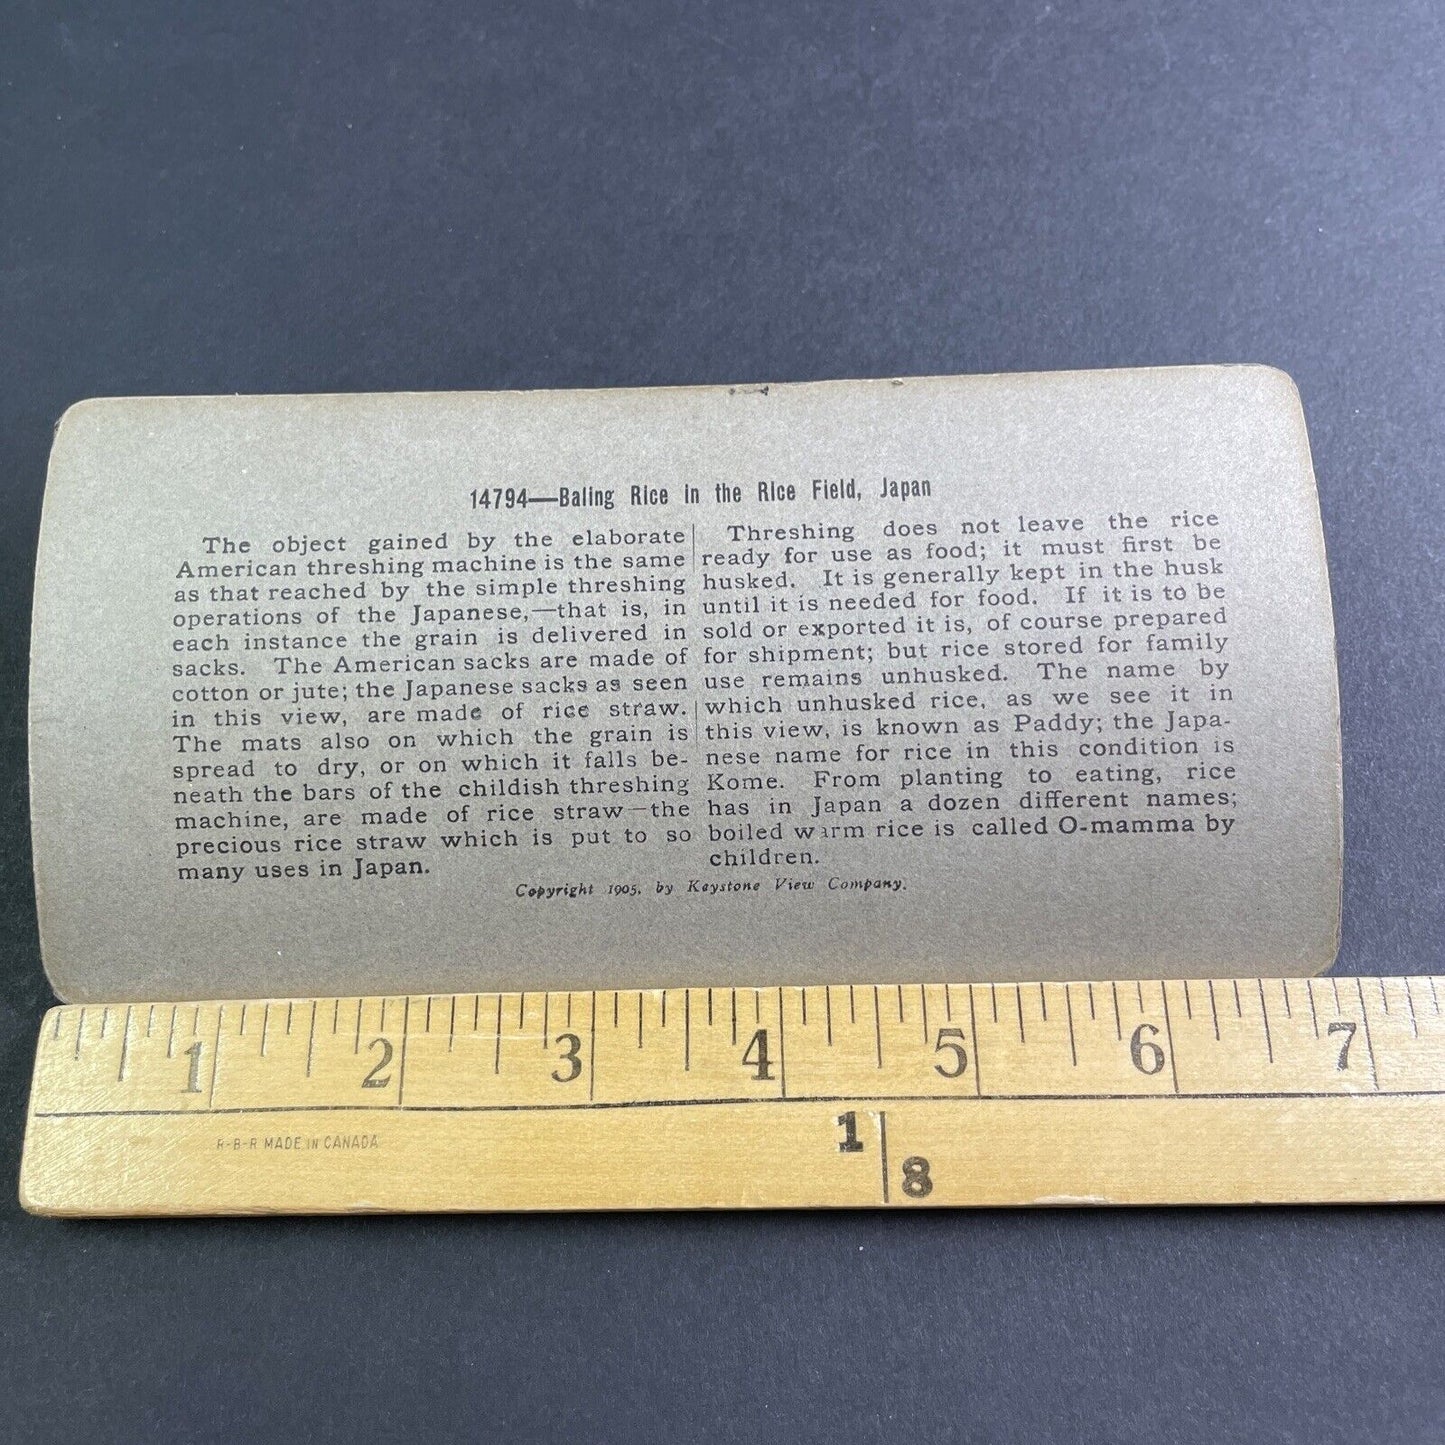 14794—Baling Rice in the Rice Field, Japan
The object gained by the elaborate
American threshing machine is the same
as that reached by the simple threshing
operations of the Japanese,—that is, in
each instance the grain is delivered in
sacks. The American sacks are made of
cotton or jute; the Japanese sacks as seen
in this view, are made of rice straw.
The mats also on which the grain is
spread to dry, or on which it falls be-
neath the bars of the childish threshing
machine, are made of rice straw—the
precious rice straw which is put to so
many uses in Japan.
Threshing does not leave the rice
ready for use as food; it must first be
husked. It is generally kept in the husk
until it is needed for food. If it is to be
sold or exported it is, of course prepared
for shipment; but rice stored for family
use remains unhusked. The name by
which unhusked rice, as we see it in
this view, is known as Paddy; the Japa-
nese name for rice in this condition is
Kome. From planting to eating, rice
has in Japan a dozen different names;
boiled warm rice is called O-mamma by
children.
Copyright 1905, by Keystone View Company.
1 2 3 4 5 6 7
R-B-R MADE IN CANADA
1 8